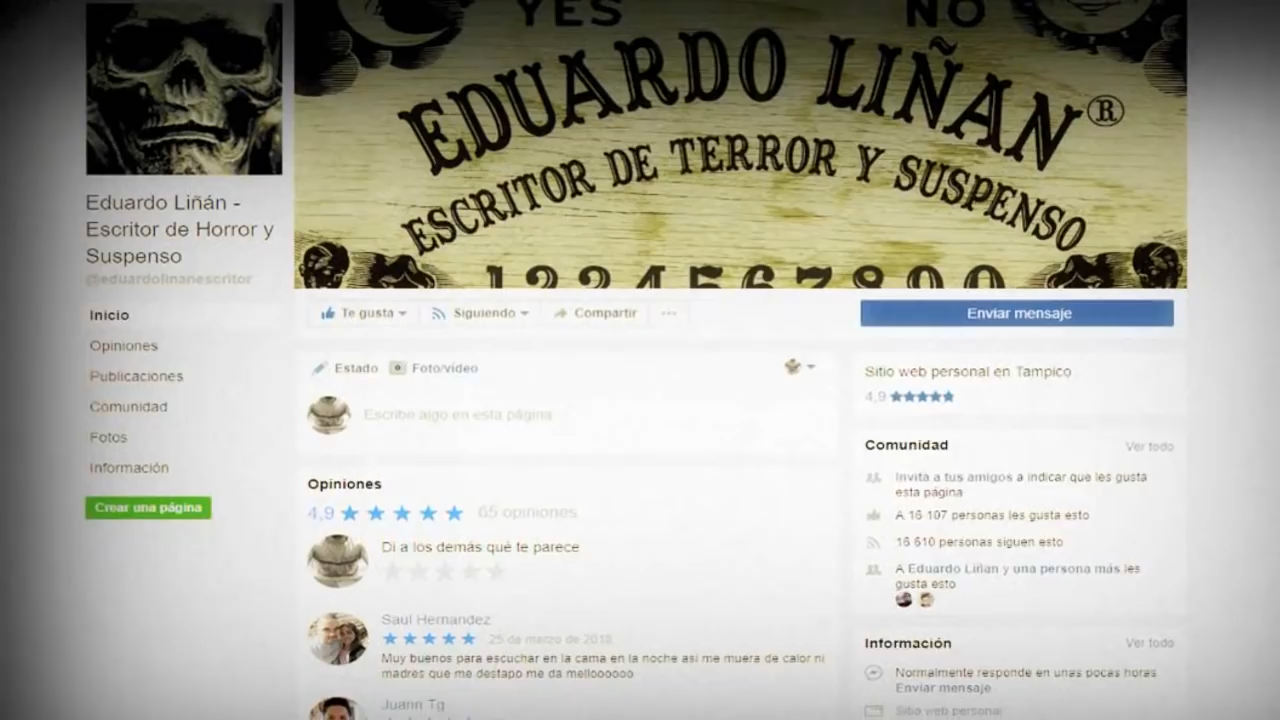 YES NO
EDUARDO LIÑAN®
ESCRITOR DE TERROR Y SUSPENSO
1234567890
Eduardo Liñán -
Escritor de Horror y
Suspenso
@eduardolinanescritor
Inicio
Opiniones
Publicaciones
Comunidad
Fotos
Información
Crear una página
Te gusta
Siguiendo
Compartir
...
Enviar mensaje
Estado
Foto/vídeo
Escribe algo en esta página
Opiniones
4,9 65 opiniones
Di a los demás qué te parece
Saul Hernandez
25 de marzo de 2018
Muy buenos para escuchar en la cama en la noche asi me muera de calor ni
madres que me destapo me da melloooooo
Juann Tg
Sitio web personal en Tampico
4,9
Comunidad Ver todo
Invita a tus amigos a indicar que les gusta
esta página
A 16 107 personas les gusta esto
16 610 personas siguen esto
A Eduardo Liñan y una persona más les
gusta esto
Información Ver todo
Normalmente responde en unas pocas horas
Enviar mensaje
Sitio web personal